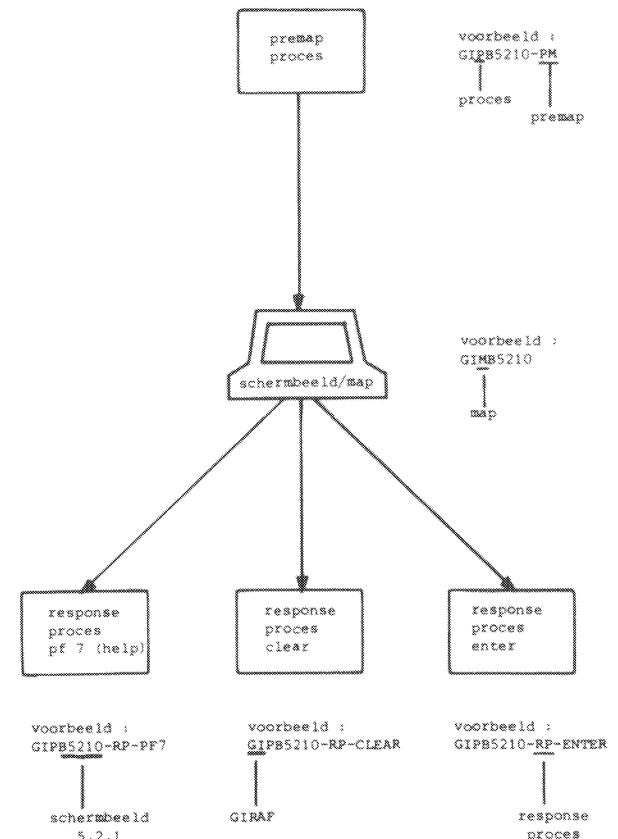 premap
proces
voorbeeld :
GIPB5210-PM
proces
premap
schermbeeld/map
voorbeeld :
GIMB5210
map
response
proces
pf 7 (help)
response
proces
clear
response
proces
enter
voorbeeld :
GIPB5210-RP-PF7
voorbeeld :
GIPB5210-RP-CLEAR
voorbeeld :
GIPB5210-RP-ENTER
schermbeeld
5.2.1
GIRAF
response
proces